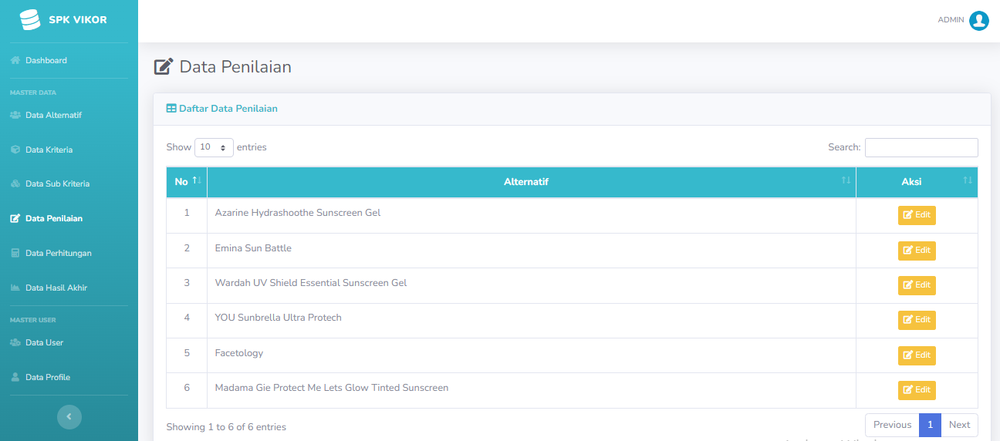 SPK VIKOR
ADMIN
Dashboard
MASTER DATA
Data Alternatif
Data Kriteria
Data Sub Kriteria
Data Penilaian
Data Perhitungan
Data Hasil Akhir
MASTER USER
Data User
Data Profile
Data Penilaian
Daftar Data Penilaian
Show 10 entries Search:
No Alternatif Aksi
1 Azarine Hydrashoothe Sunscreen Gel Edit
2 Emina Sun Battle Edit
3 Wardah UV Shield Essential Sunscreen Gel Edit
4 YOU Sunbrella Ultra Protech Edit
5 Facetology Edit
6 Madama Gie Protect Me Lets Glow Tinted Sunscreen Edit
Showing 1 to 6 of 6 entries Previous 1 Next